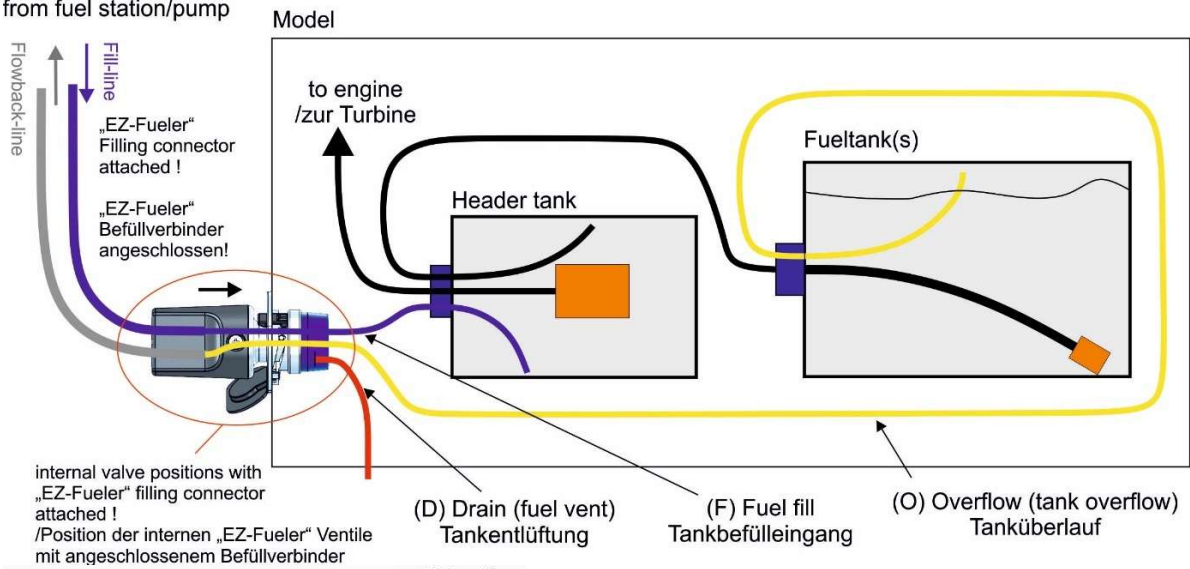 from fuel station/pump
Model
Flowback-line
Fill-line
„EZ-Fueler“
Filling connector
attached !
„EZ-Fueler“
Befüllverbinder
angeschlossen!
to engine
/zur Turbine
Header tank
Fueltank(s)
internal valve positions with
„EZ-Fueler“ filling connector
attached !
/Position der internen „EZ-Fueler“ Ventile
mit angeschlossenem Befüllverbinder
(D) Drain (fuel vent)
Tankentlüftung
(F) Fuel fill
Tankbefülleingang
(O) Overflow (tank overflow)
Tanküberlauf